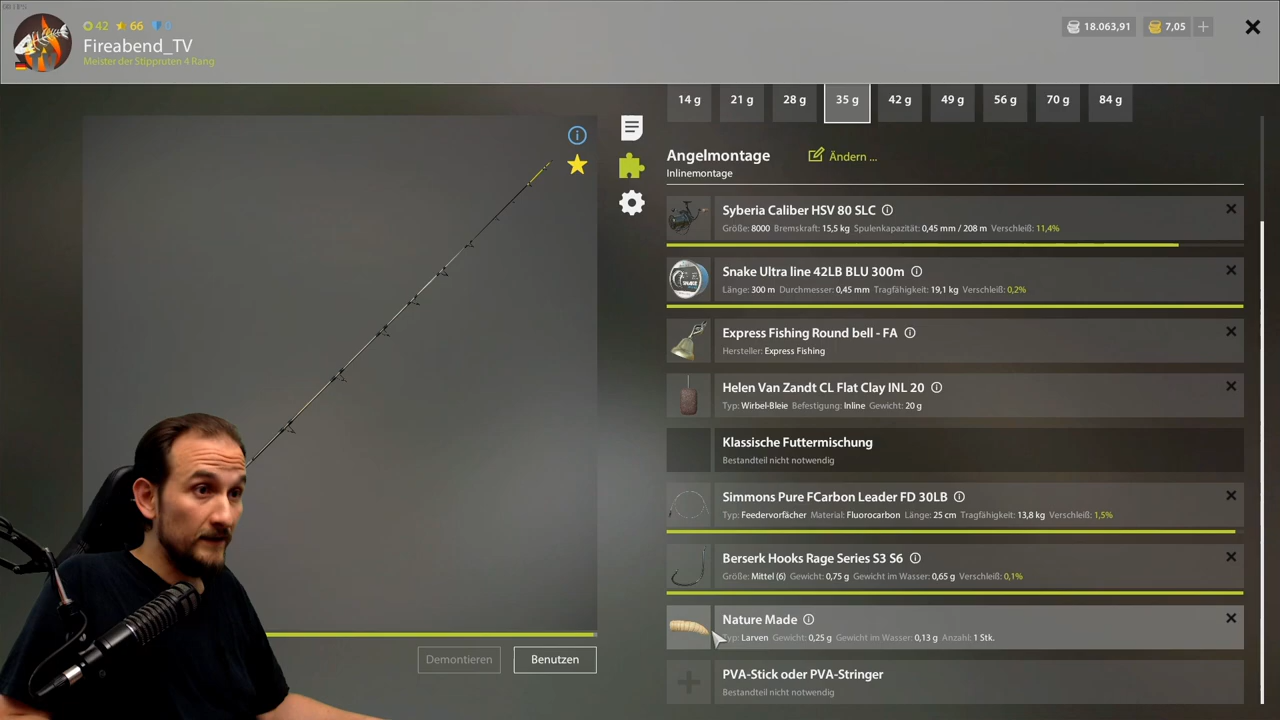 42 66 0
Fireabend_TV
Meister der Stipprouten 4 Rang
18.063,91 7,05
14 g 21 g 28 g 35 g 42 g 49 g 56 g 70 g 84 g
Angelmontage Ändern ...
Inlinemontage
Syberia Caliber HSV 80 SLC
Größe: 8000 Bremskraft: 15,5 kg Spulenkapazität: 0,45 mm / 208 m Verschleiß: 11,4%
Snake Ultra line 42LB BLU 300m
Länge: 300 m Durchmesser: 0,45 mm Tragfähigkeit: 19,1 kg Verschleiß: 0,2%
Express Fishing Round bell - FA
Hersteller: Express Fishing
Helen Van Zandt CL Flat Clay INL 20
Typ: Wirbel-Bleie Befestigung: Inline Gewicht: 20 g
Klassische Futtermischung
Bestandteil nicht notwendig
Simmons Pure FCarbon Leader FD 30LB
Typ: Feedervorfächer Material: Fluorocarbon Länge: 25 cm Tragfähigkeit: 13,8 kg Verschleiß: 1,5%
Berserk Hooks Rage Series S3 S6
Größe: Mittel (6) Gewicht: 0,75 g Gewicht im Wasser: 0,65 g Verschleiß: 0,1%
Nature Made
Typ: Larven Gewicht: 0,25 g Gewicht im Wasser: 0,13 g Anzahl: 1 Stk.
PVA-Stick oder PVA-Stringer
Bestandteil nicht notwendig
Demontieren Benutzen